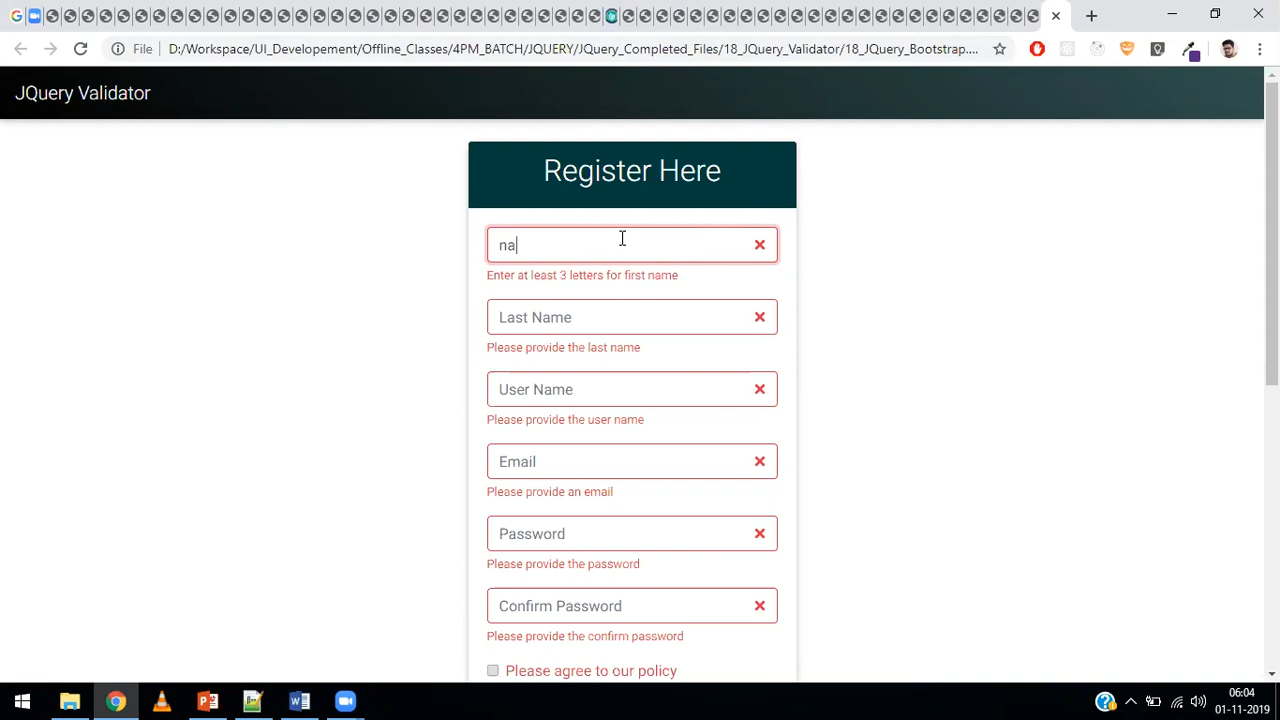 File
D:/Workspace/UI_Developement/Offline_Classes/4PM_BATCH/JQUERY/JQuery_Completed_Files/18_JQuery_Validator/18_JQuery_Bootstrap....
JQuery Validator
Register Here
na
Enter at least 3 letters for first name
Last Name
Please provide the last name
User Name
Please provide the user name
Email
Please provide an email
Password
Please provide the password
Confirm Password
Please provide the confirm password
Please agree to our policy
06:04
01-11-2019